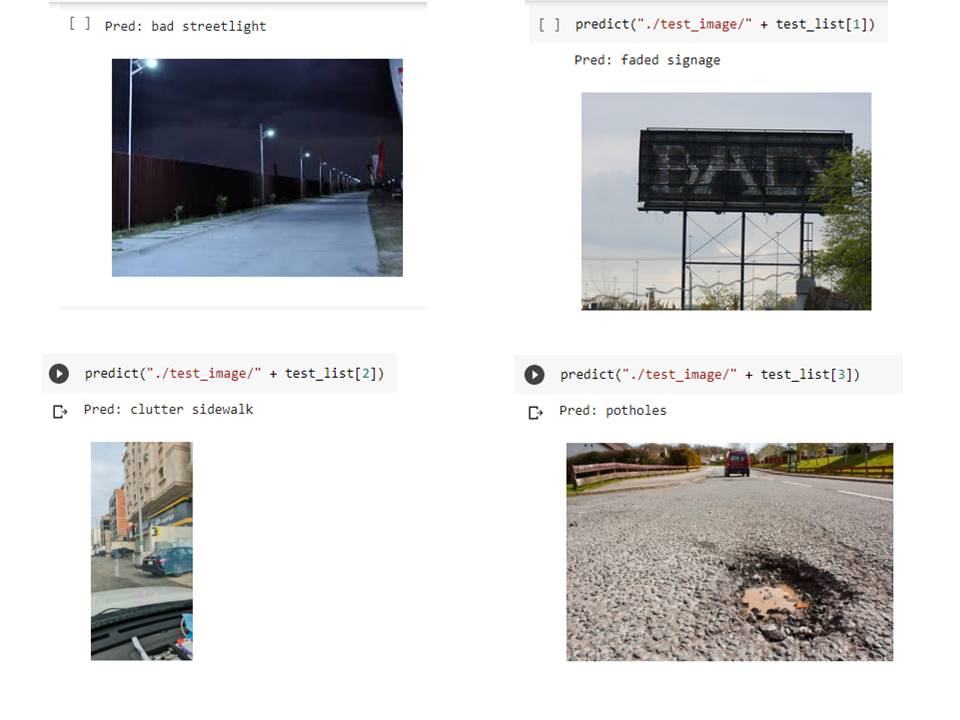 [ ] Pred: bad streetlight
[ ] predict("./test_image/" + test_list[1])
Pred: faded signage
predict("./test_image/" + test_list[2])
Pred: clutter sidewalk
predict("./test_image/" + test_list[3])
Pred: potholes